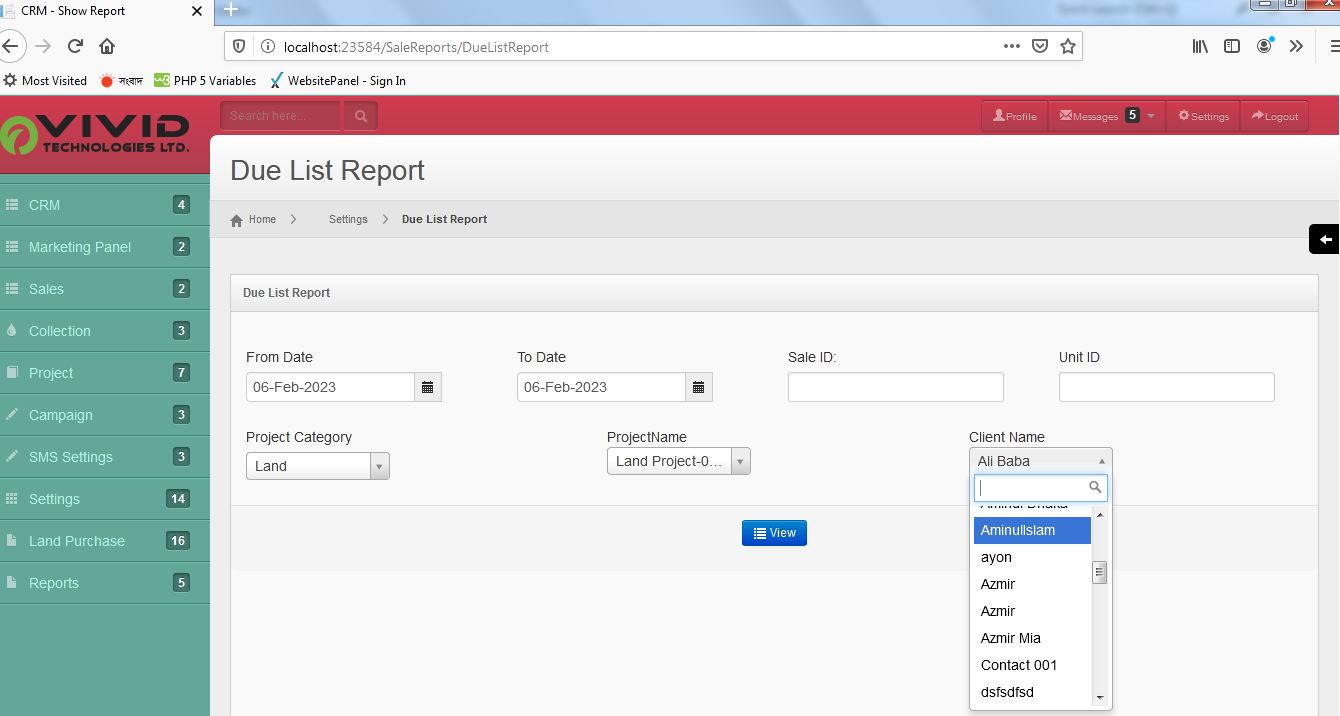 CRM - Show Report
localhost:23584/SaleReports/DueListReport
Most Visited
সংবাদ
PHP 5 Variables
WebsitePanel - Sign In
VIVID
TECHNOLOGIES LTD.
Search here...
Profile
Messages 5
Settings
Logout
Due List Report
Home
Settings
Due List Report
CRM 4
Marketing Panel 2
Sales 2
Collection 3
Project 7
Campaign 3
SMS Settings 3
Settings 14
Land Purchase 16
Reports 5
Due List Report
From Date
To Date
Sale ID:
Unit ID
06-Feb-2023
06-Feb-2023
Project Category
ProjectName
Client Name
Land
Land Project-0...
Ali Baba
Aminul Dhaka
AminulIslam
View
ayon
Azmir
Azmir
Azmir Mia
Contact 001
dsfsdfsd